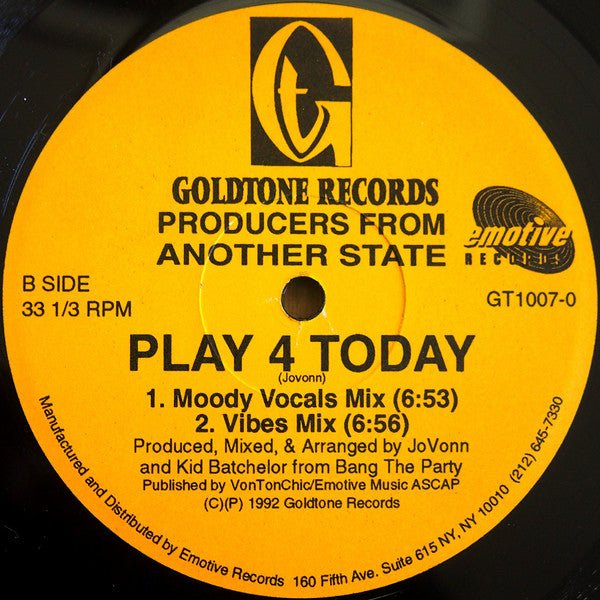 Gt
GOLDTONE RECORDS
PRODUCERS FROM
ANOTHER STATE
emotive
RECORDS
B SIDE
33 1/3 RPM
GT1007-0
PLAY 4 TODAY
(Jovonn)
1. Moody Vocals Mix (6:53)
2. Vibes Mix (6:56)
Produced, Mixed, & Arranged by JoVonn
and Kid Batchelor from Bang The Party
Published by VonTonChic/Emotive Music ASCAP
(C)(P) 1992 Goldtone Records
Manufactured and Distributed by Emotive Records 160 Fifth Ave. Suite 615 NY, NY 10010 (212) 645-7330